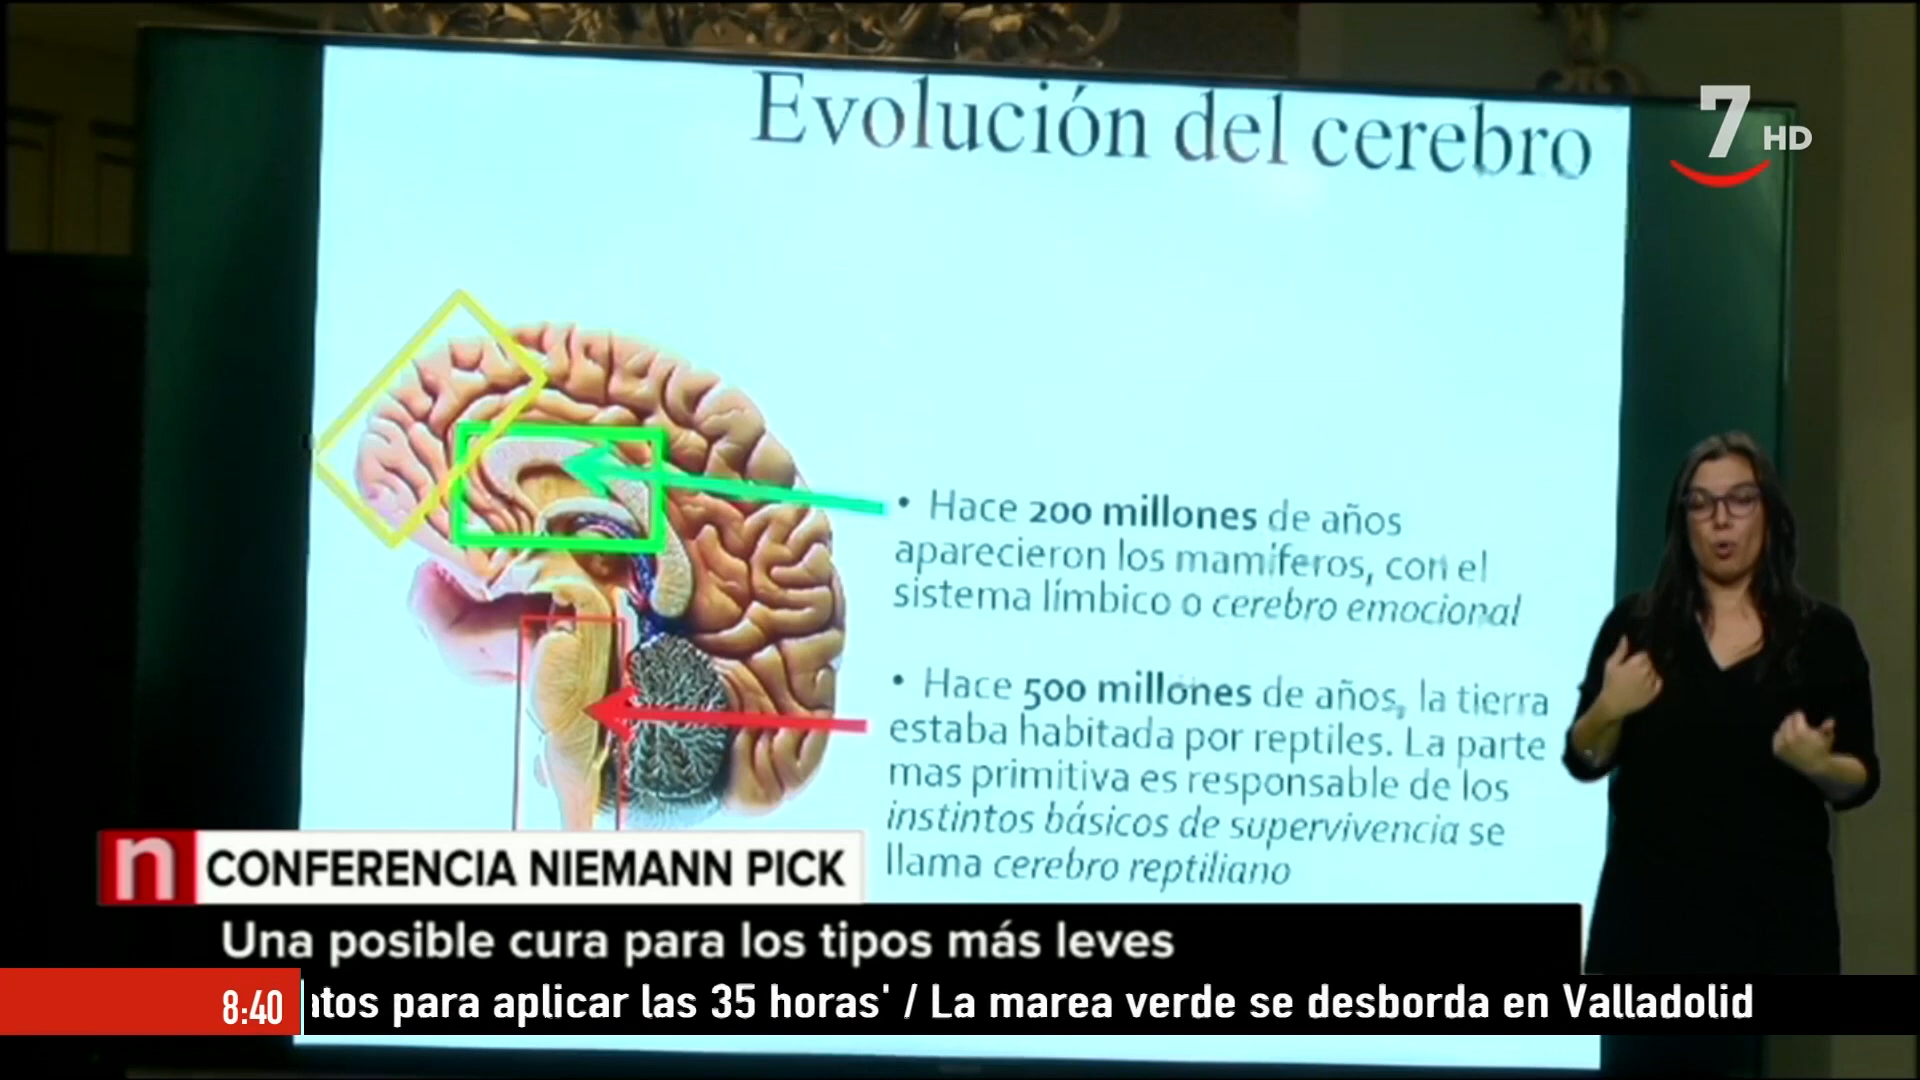 Evolución del cerebro
7 HD
• Hace 200 millones de años
aparecieron los mamíferos, con el
sistema límbico o cerebro emocional
• Hace 500 millones de años, la tierra
estaba habitada por reptiles. La parte
mas primitiva es responsable de los
instintos básicos de supervivencia se
llama cerebro reptiliano
n CONFERENCIA NIEMANN PICK
Una posible cura para los tipos más leves
8:40 atos para aplicar las 35 horas' / La marea verde se desborda en Valladolid